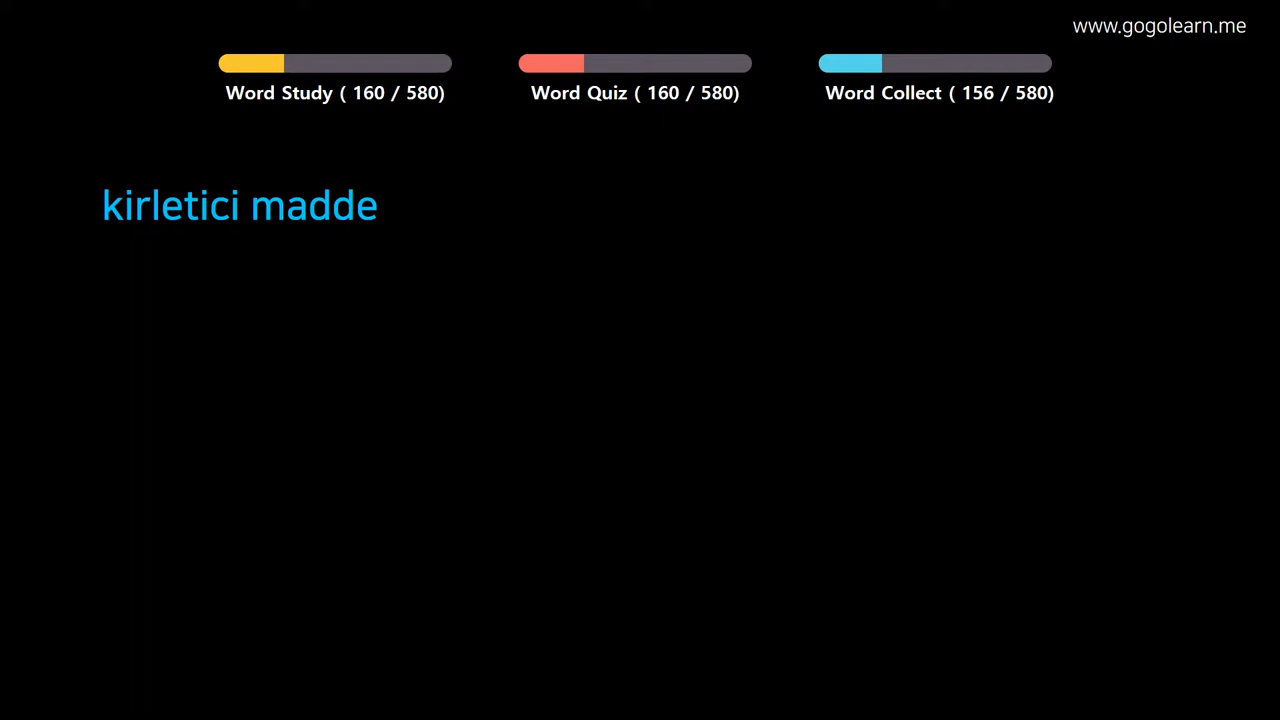 www.gogolearn.me
Word Study ( 160 / 580)
Word Quiz ( 160 / 580)
Word Collect ( 156 / 580)
kirletici madde